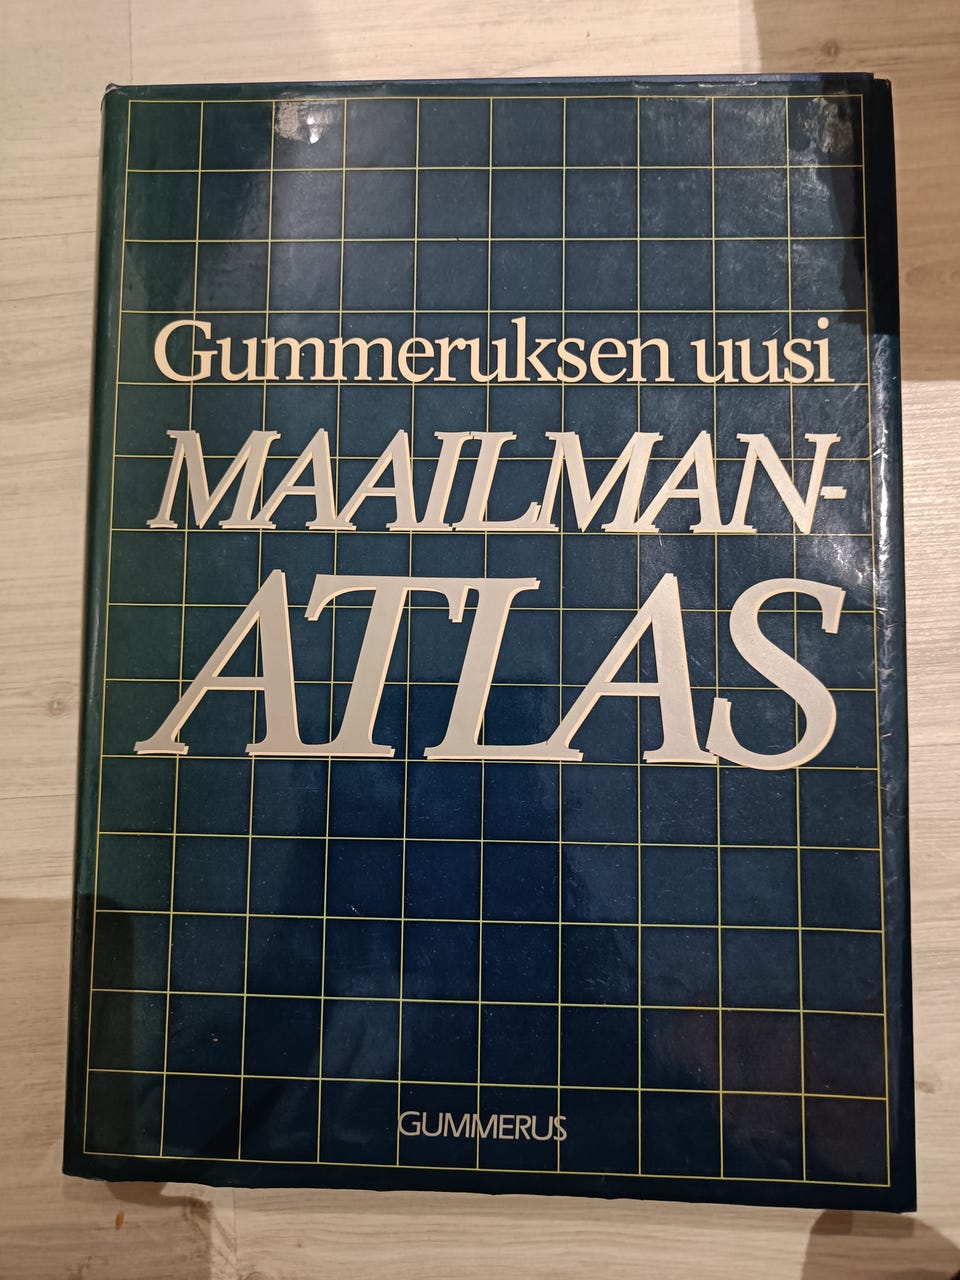 Gummeruksen uusi
MAAILMAN-
ATLAS
GUMMERUS